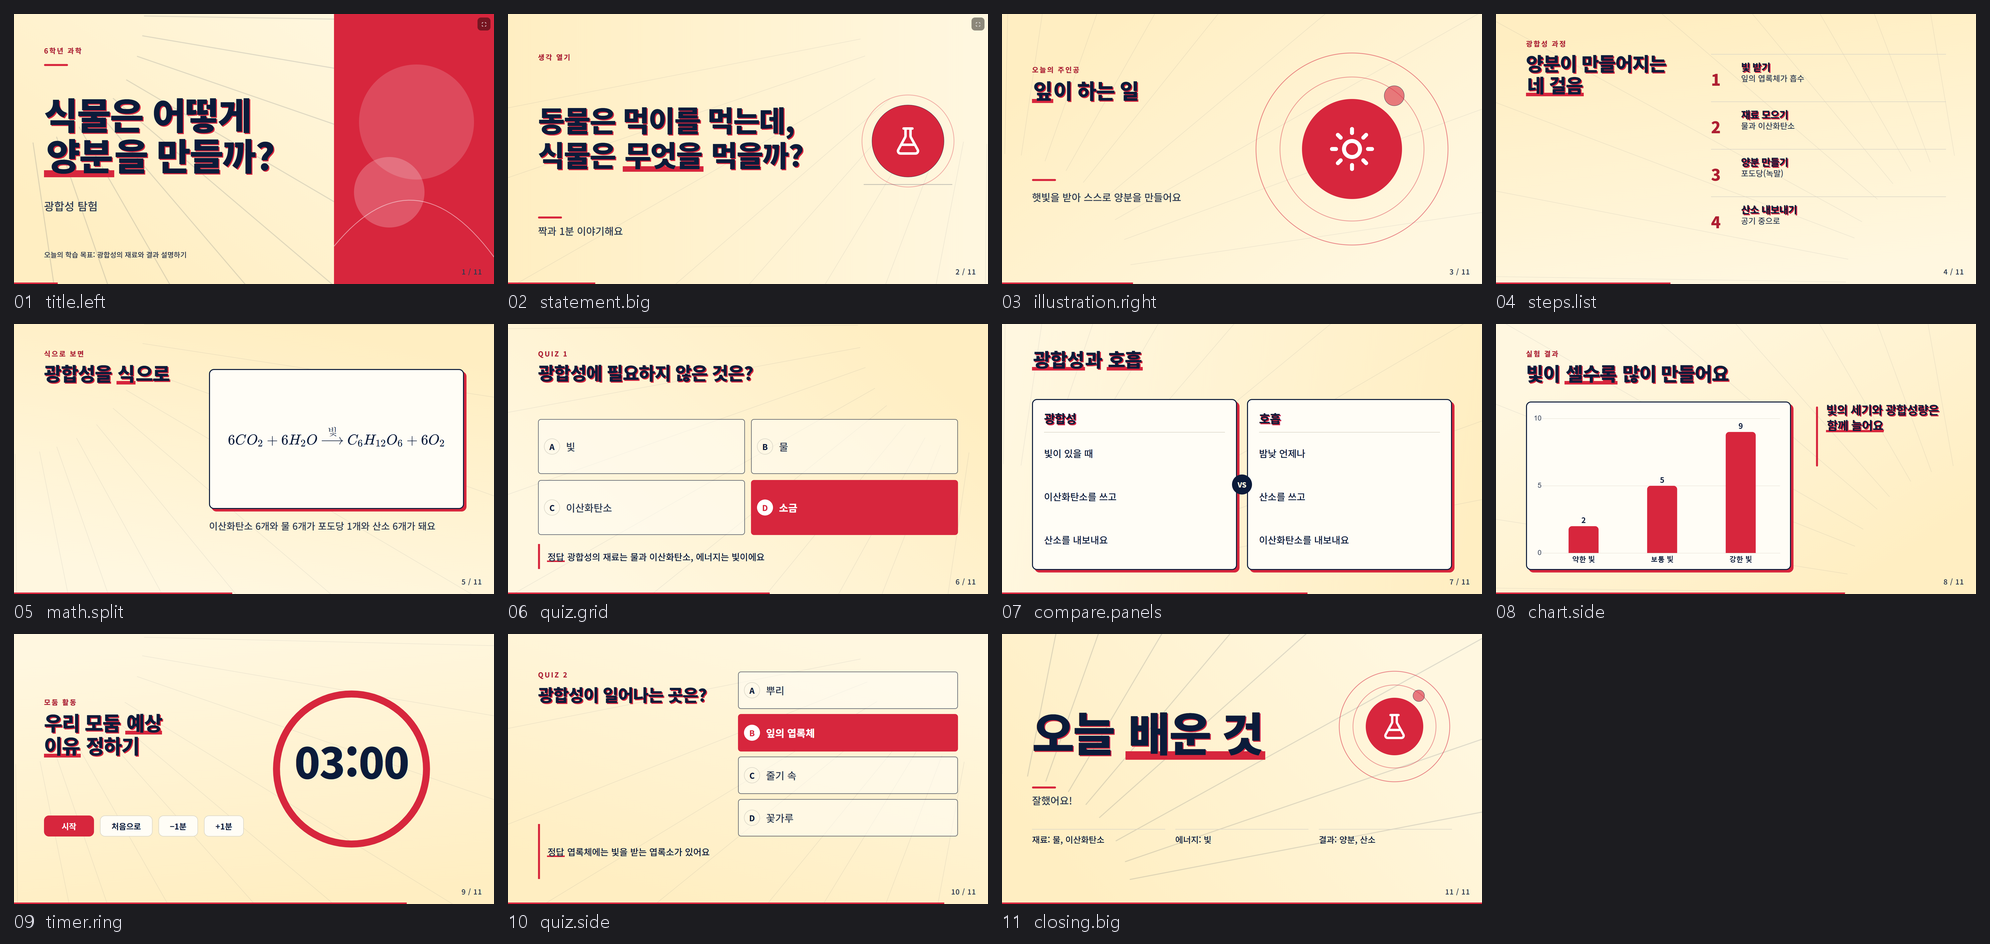 6학년 과학
식물은 어떻게
양분을 만들까?
광합성 탐험
오늘의 학습 목표: 광합성의 재료와 결과 설명하기
1 / 11
01 title.left
생각 열기
동물은 먹이를 먹는데,
식물은 무엇을 먹을까?
짝과 1분 이야기해요
2 / 11
02 statement.big
오늘의 주인공
잎이 하는 일
햇빛을 받아 스스로 양분을 만들어요
3 / 11
03 illustration.right
광합성 과정
양분이 만들어지는
네 걸음
1 빛 받기
잎의 엽록체가 흡수
2 재료 모으기
물과 이산화탄소
3 양분 만들기
포도당(녹말)
4 산소 내보내기
공기 중으로
4 / 11
04 steps.list
식으로 보면
광합성을 식으로
6CO₂ + 6H₂O —빛→ C₆H₁₂O₆ + 6O₂
이산화탄소 6개와 물 6개가 포도당 1개와 산소 6개가 돼요
5 / 11
05 math.split
QUIZ 1
광합성에 필요하지 않은 것은?
A 빛
B 물
C 이산화탄소
D 소금
정답 광합성의 재료는 물과 이산화탄소, 에너지는 빛이에요
6 / 11
06 quiz.grid
광합성과 호흡
광합성
빛이 있을 때
이산화탄소를 쓰고
산소를 내보내요
VS
호흡
밤낮 언제나
산소를 쓰고
이산화탄소를 내보내요
7 / 11
07 compare.panels
실험 결과
빛이 셀수록 많이 만들어요
10
5
0
2
5
9
약한 빛
보통 빛
강한 빛
빛의 세기와 광합성량은
함께 늘어요
8 / 11
08 chart.side
모둠 활동
우리 모둠 예상
이유 정하기
03:00
시작
처음으로
−1분
+1분
9 / 11
09 timer.ring
QUIZ 2
광합성이 일어나는 곳은?
A 뿌리
B 잎의 엽록체
C 줄기 속
D 꽃가루
정답 엽록체에는 빛을 받는 엽록소가 있어요
10 / 11
10 quiz.side
오늘 배운 것
잘했어요!
재료: 물, 이산화탄소
에너지: 빛
결과: 양분, 산소
11 / 11
11 closing.big